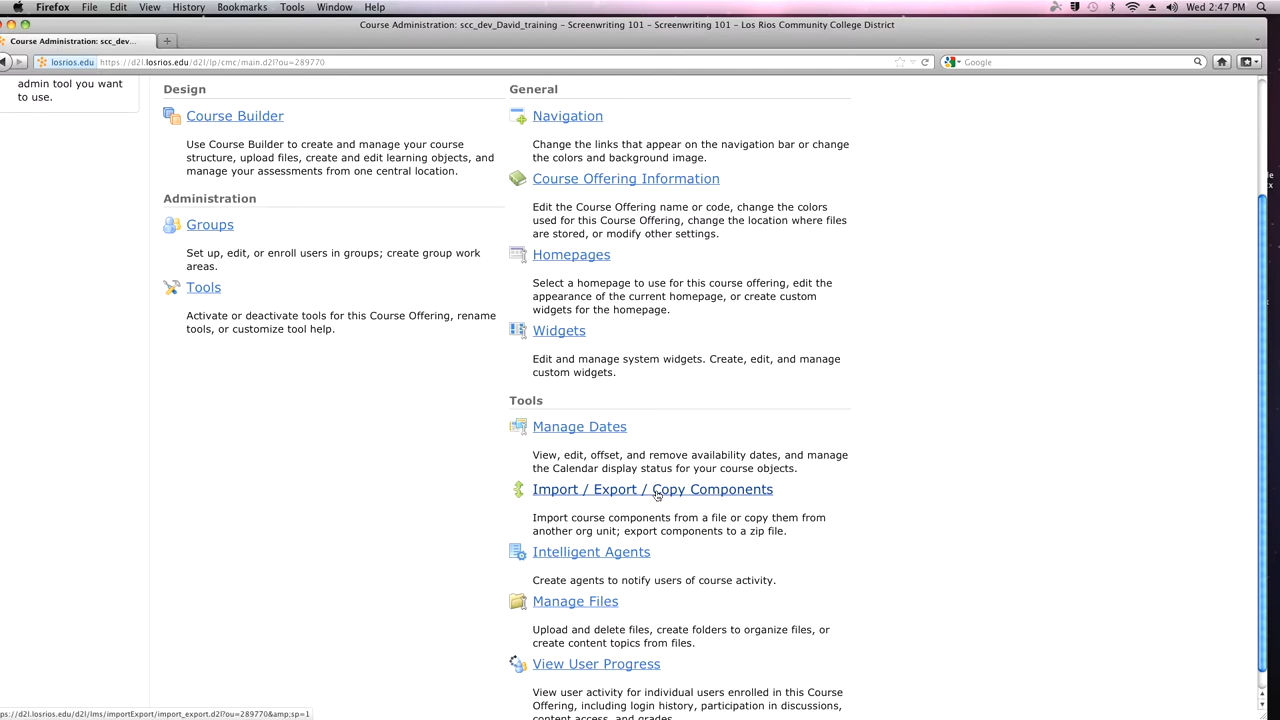 Firefox File Edit View History Bookmarks Tools Window Help Wed 2:47 PM
Course Administration: scc_dev_David_training – Screenwriting 101 – Screenwriting 101 – Los Rios Community College District
Course Administration: scc_dev...
losrios.edu https://d2l.losrios.edu/d2l/lp/cmc/main.d2l?ou=289770 Google
admin tool you want
to use.
Design
Course Builder
Use Course Builder to create and manage your course
structure, upload files, create and edit learning objects, and
manage your assessments from one central location.
Administration
Groups
Set up, edit, or enroll users in groups; create group work
areas.
Tools
Activate or deactivate tools for this Course Offering, rename
tools, or customize tool help.
General
Navigation
Change the links that appear on the navigation bar or change
the colors and background image.
Course Offering Information
Edit the Course Offering name or code, change the colors
used for this Course Offering, change the location where files
are stored, or modify other settings.
Homepages
Select a homepage to use for this course offering, edit the
appearance of the current homepage, or create custom
widgets for the homepage.
Widgets
Edit and manage system widgets. Create, edit, and manage
custom widgets.
Tools
Manage Dates
View, edit, offset, and remove availability dates, and manage
the Calendar display status for your course objects.
Import / Export / Copy Components
Import course components from a file or copy them from
another org unit; export components to a zip file.
Intelligent Agents
Create agents to notify users of course activity.
Manage Files
Upload and delete files, create folders to organize files, or
create content topics from files.
View User Progress
View user activity for individual users enrolled in this Course
Offering, including login history, participation in discussions,
content access, and grades.
ps://d2l.losrios.edu/d2l/lms/importExport/import_export.d2l?ou=289770&amp;sp=1